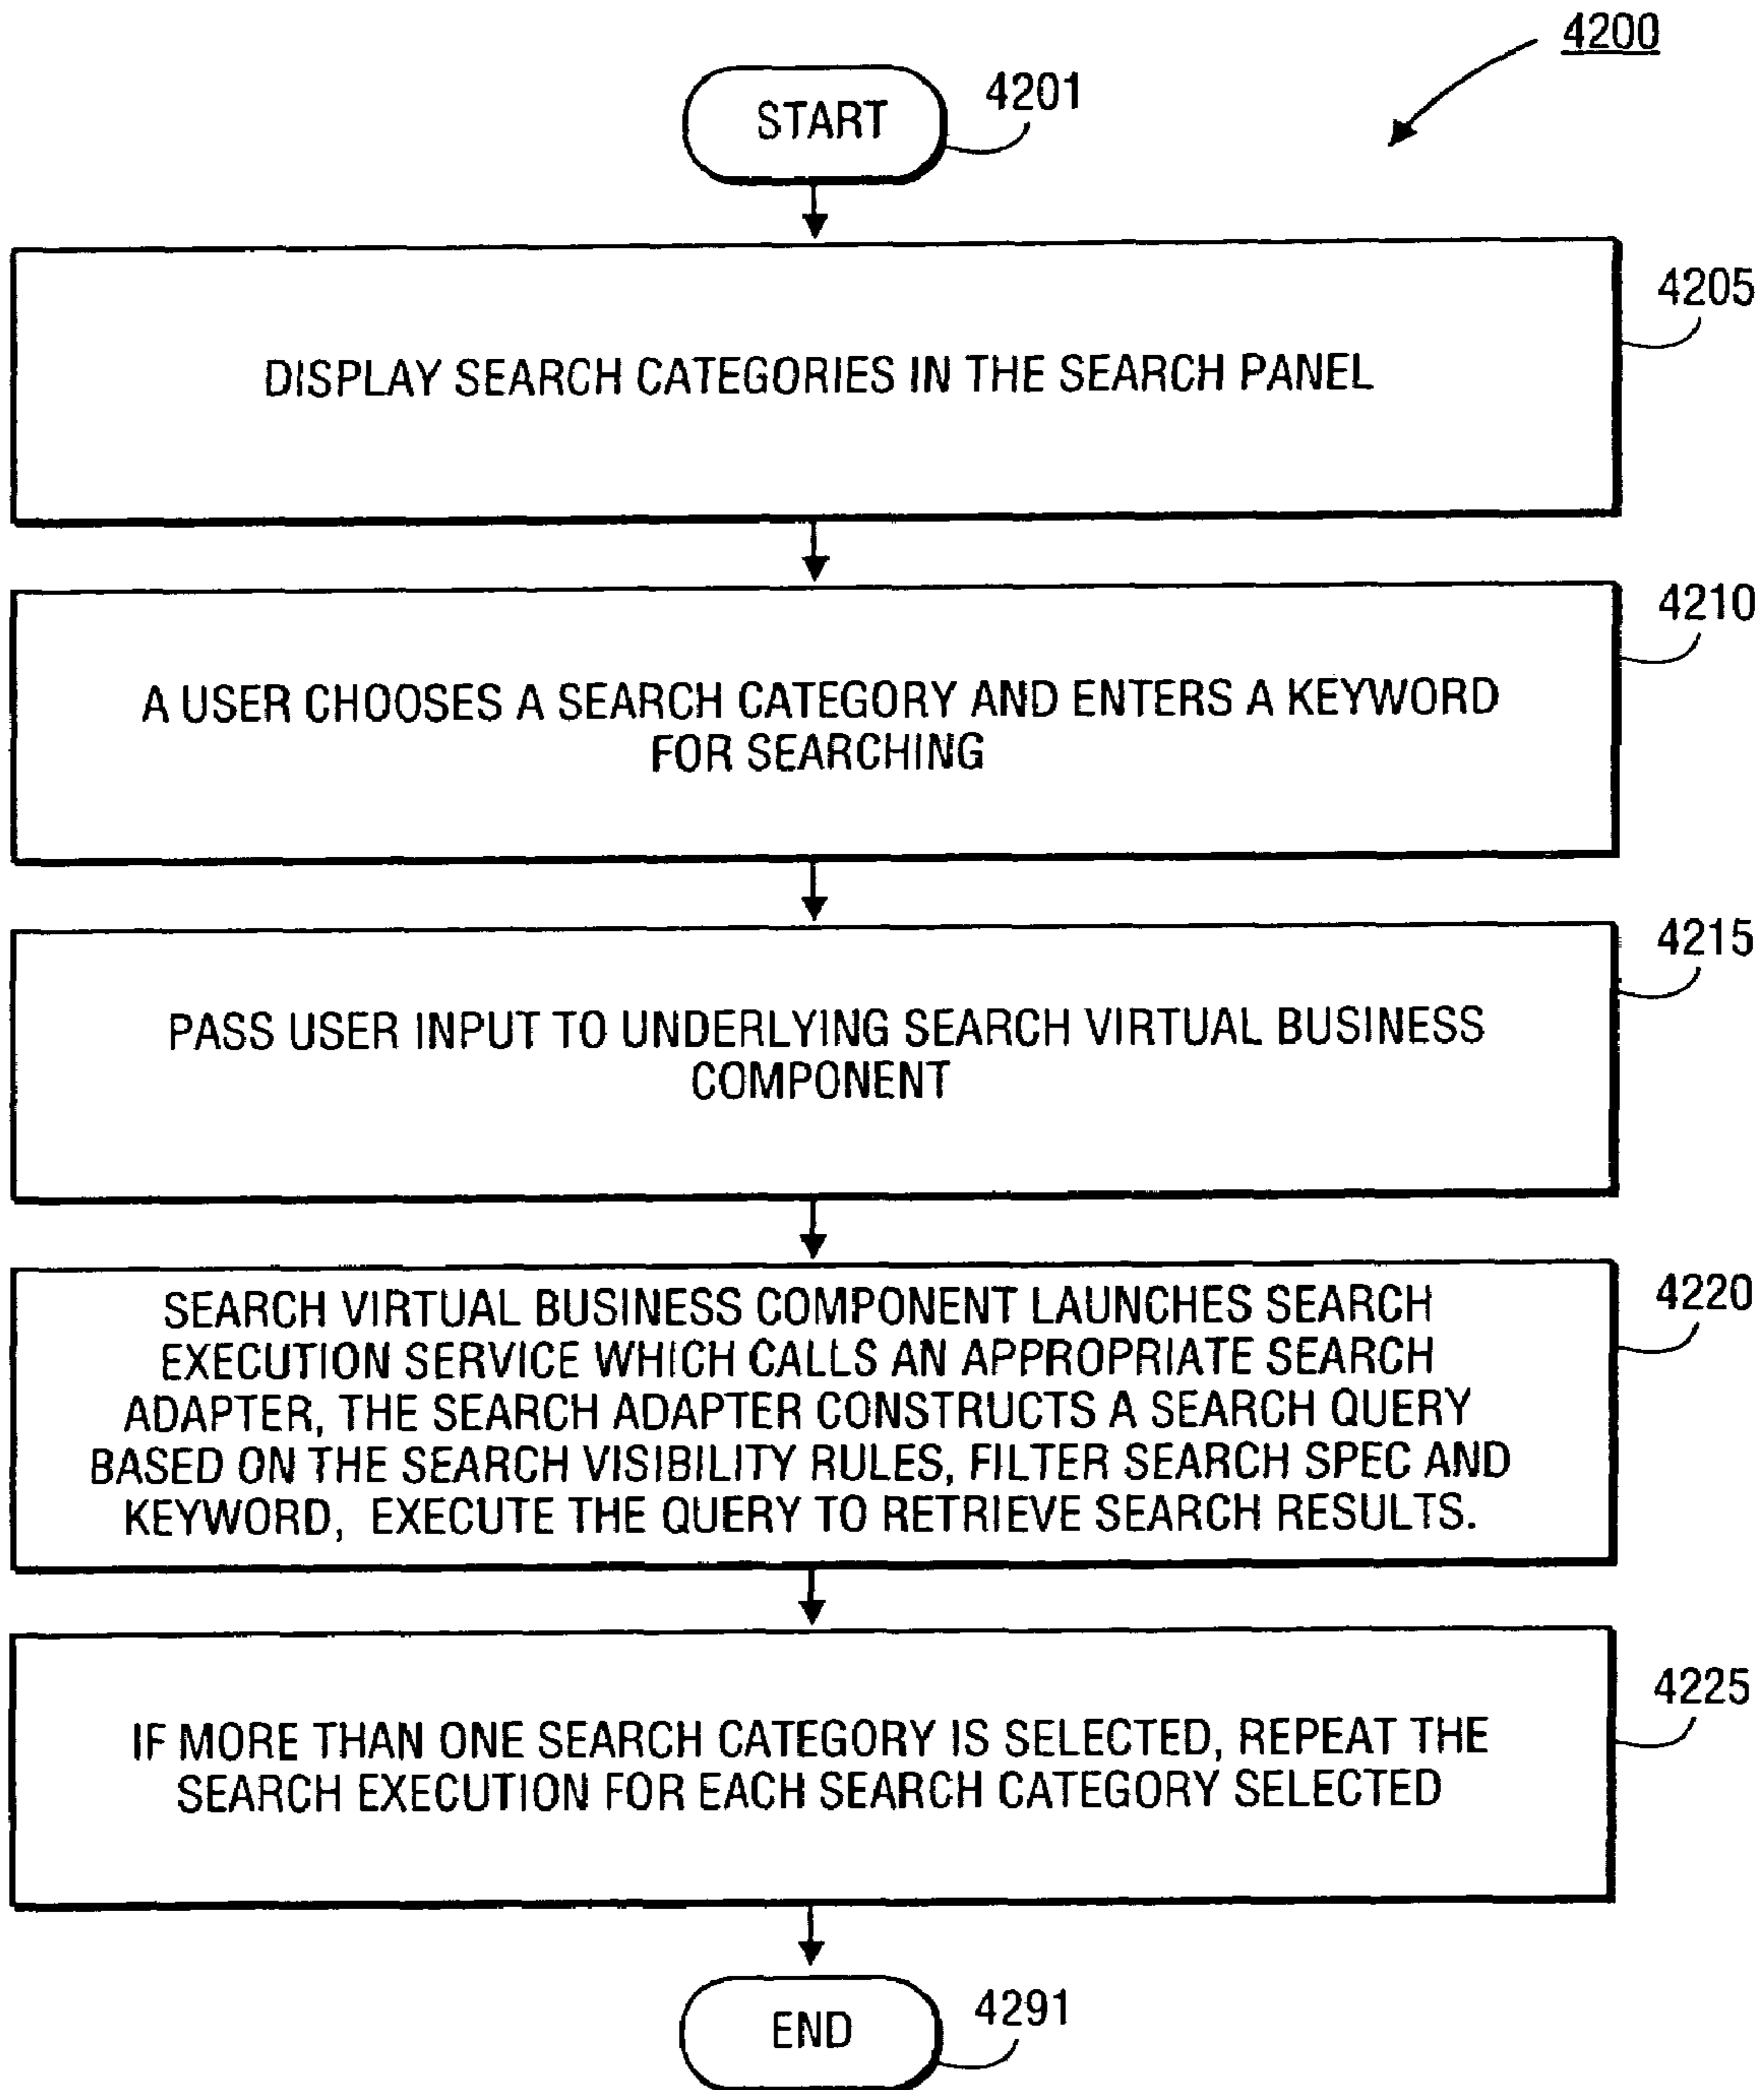 4200
START
4201
4205
DISPLAY SEARCH CATEGORIES IN THE SEARCH PANEL
4210
A USER CHOOSES A SEARCH CATEGORY AND ENTERS A KEYWORD
FOR SEARCHING
4215
PASS USER INPUT TO UNDERLYING SEARCH VIRTUAL BUSINESS
COMPONENT
4220
SEARCH VIRTUAL BUSINESS COMPONENT LAUNCHES SEARCH
EXECUTION SERVICE WHICH CALLS AN APPROPRIATE SEARCH
ADAPTER, THE SEARCH ADAPTER CONSTRUCTS A SEARCH QUERY
BASED ON THE SEARCH VISIBILITY RULES, FILTER SEARCH SPEC AND
KEYWORD, EXECUTE THE QUERY TO RETRIEVE SEARCH RESULTS.
4225
IF MORE THAN ONE SEARCH CATEGORY IS SELECTED, REPEAT THE
SEARCH EXECUTION FOR EACH SEARCH CATEGORY SELECTED
END
4291